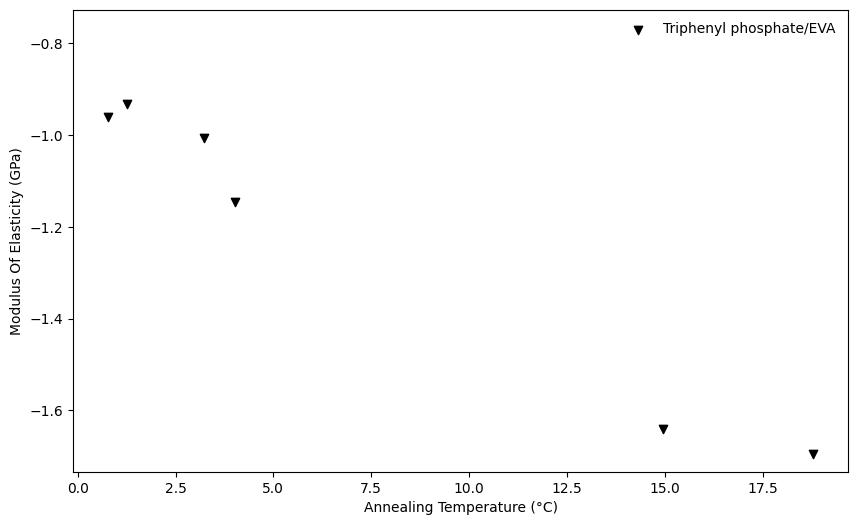 Triphenyl phosphate/EVA
−0.8
−1.0
−1.2
−1.4
−1.6
Modulus Of Elasticity (GPa)
0.0 2.5 5.0 7.5 10.0 12.5 15.0 17.5
Annealing Temperature (°C)